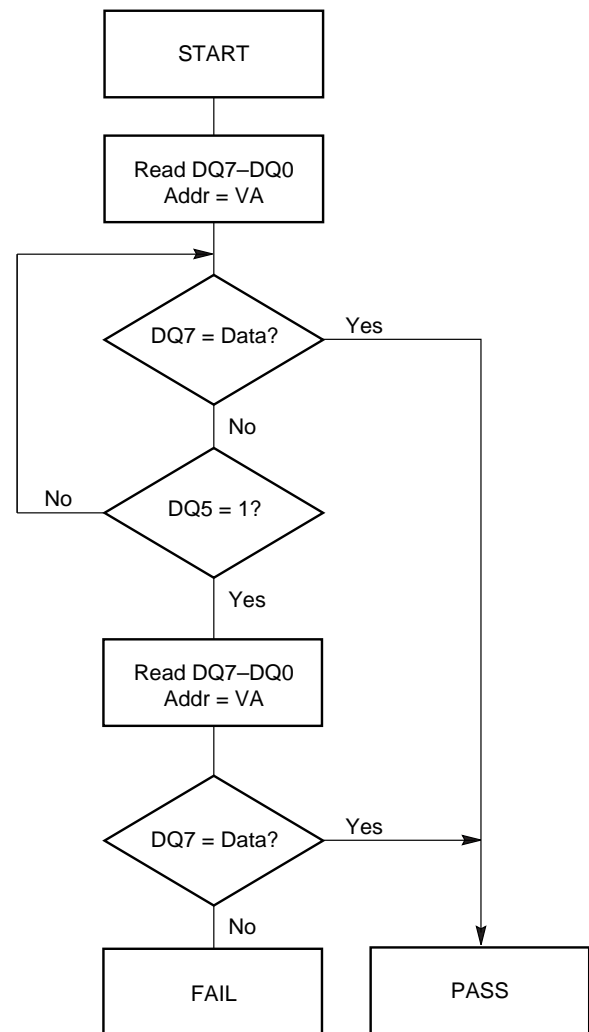 START
Read DQ7–DQ0
Addr = VA
DQ7 = Data?
Yes
No
DQ5 = 1?
No
Yes
Read DQ7–DQ0
Addr = VA
DQ7 = Data?
Yes
No
FAIL
PASS